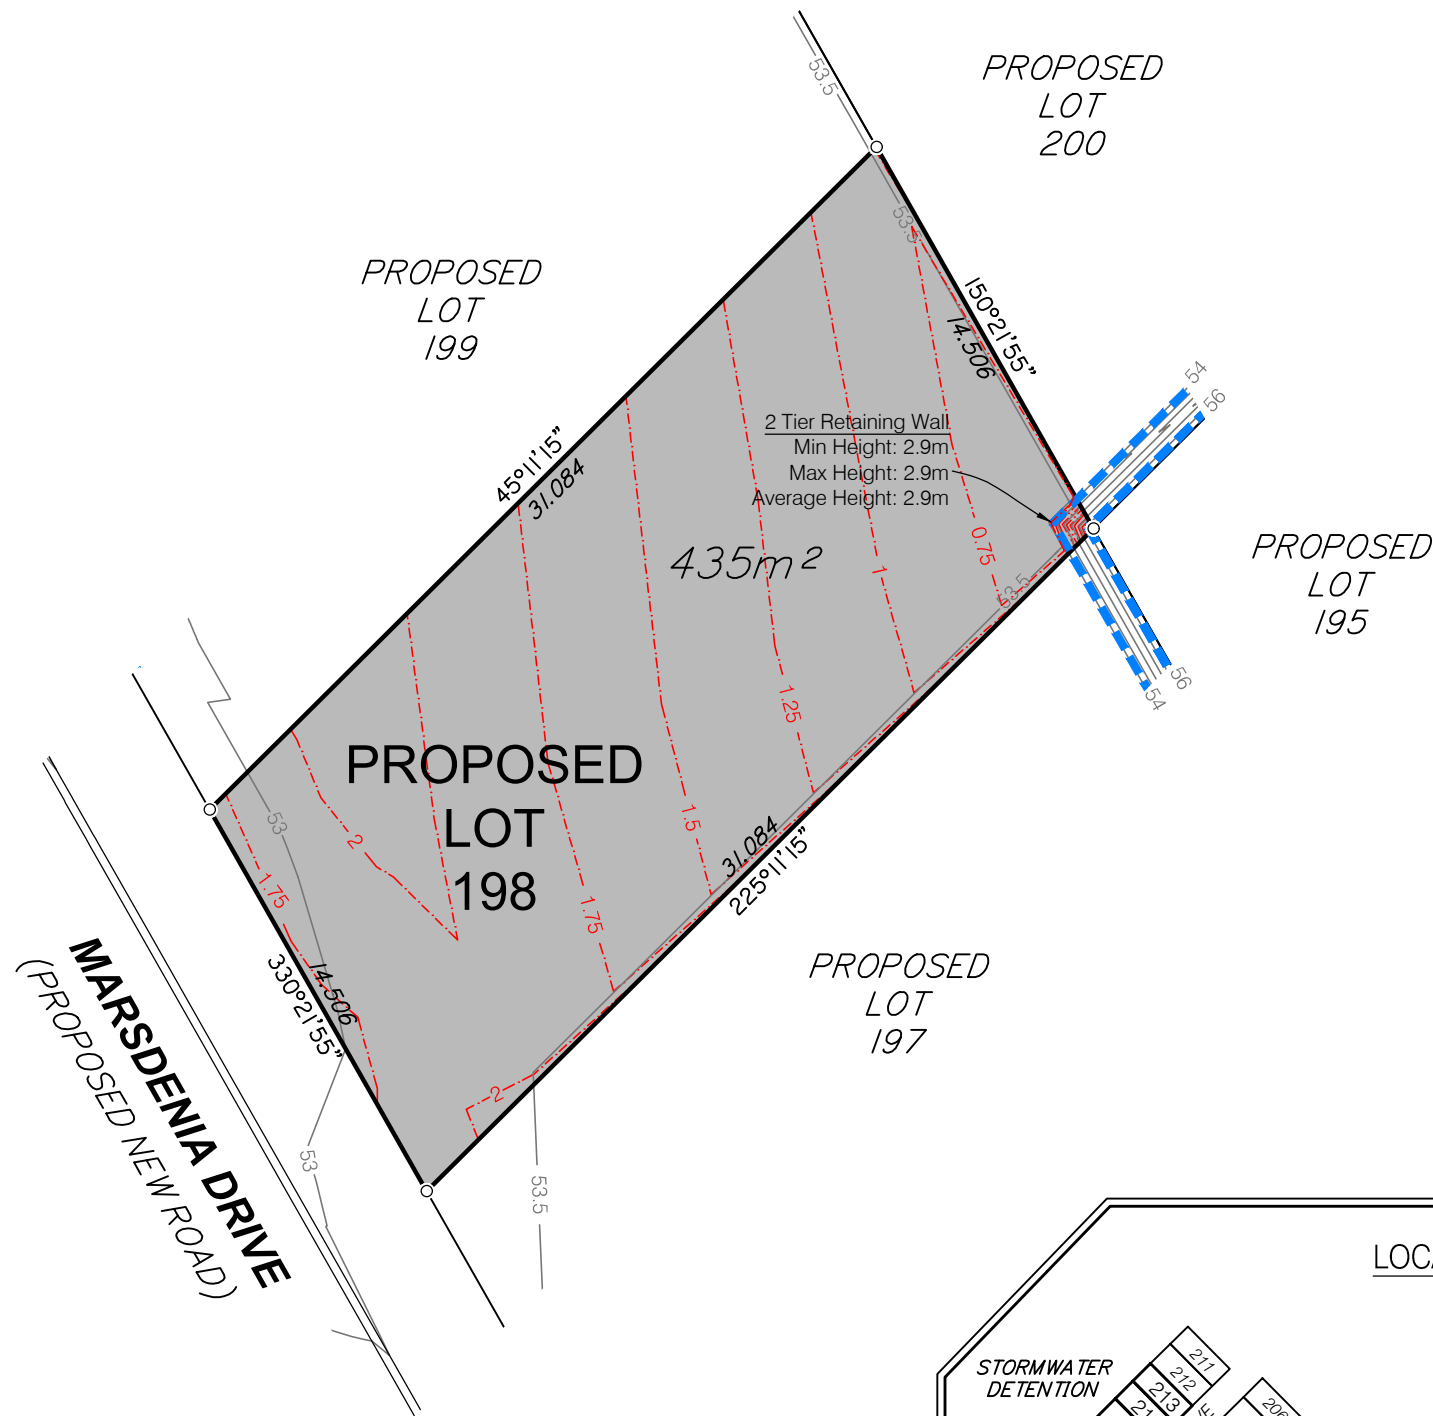 53.5
PROPOSED
LOT
200
53.5
PROPOSED
LOT
199
150°21'55"
14.506
54
56
2 Tier Retaining Wall
Min Height: 2.9m
Max Height: 2.9m
Average Height: 2.9m
45°11'15"
31.084
435m²
0.75
1
53.5
PROPOSED
LOT
195
56
54
1.25
PROPOSED
LOT
198
53
2
1.5
31.084
225°11'15"
1.75
1.75
14.506
330°21'55"
PROPOSED
LOT
197
MARSDENIA DRIVE
(PROPOSED NEW ROAD)
2
53
53.5
STORMWATER
DETENTION
211
212
213
206